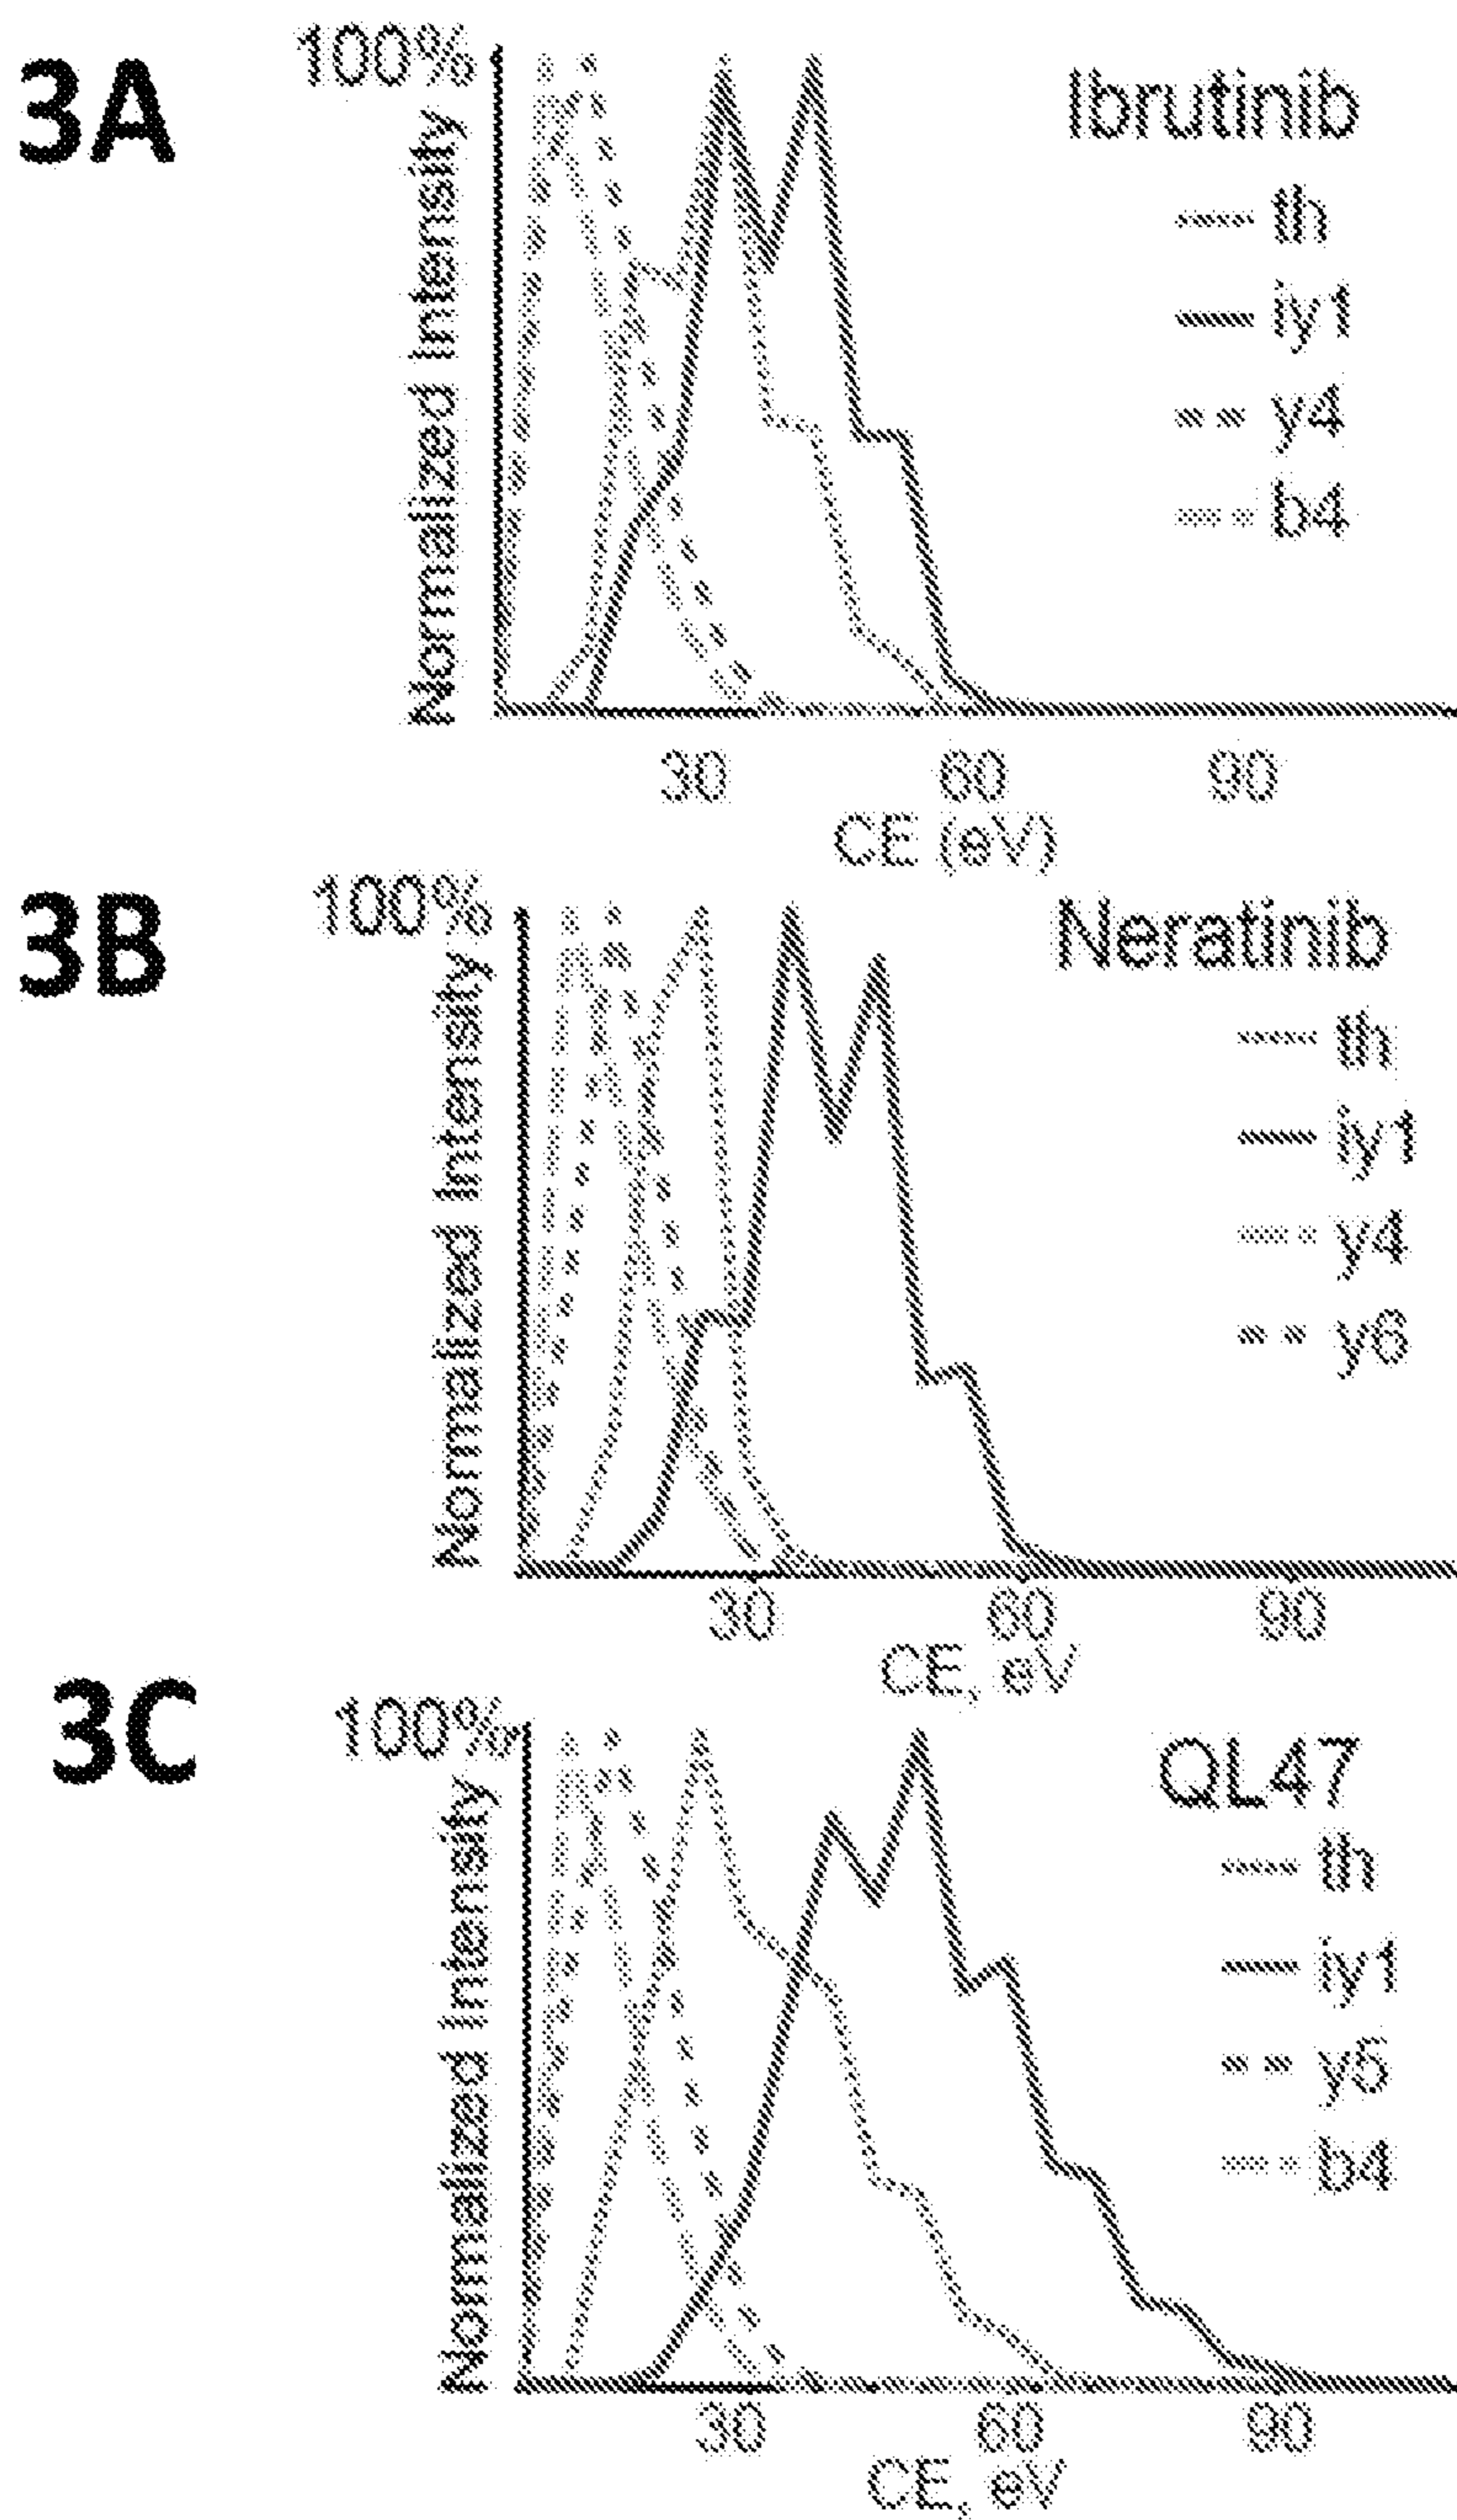 3A
100%
Ibrutinib
Normalized Intensity
th
iy1
y4
b4
30
60
90
CE (eV)
3B
100%
Neratinib
Normalized Intensity
th
iy1
y4
y6
30
60
90
CE, eV
3C
100%
QL47
Normalized Intensity
th
iy1
y5
b4
30
60
90
CE, eV